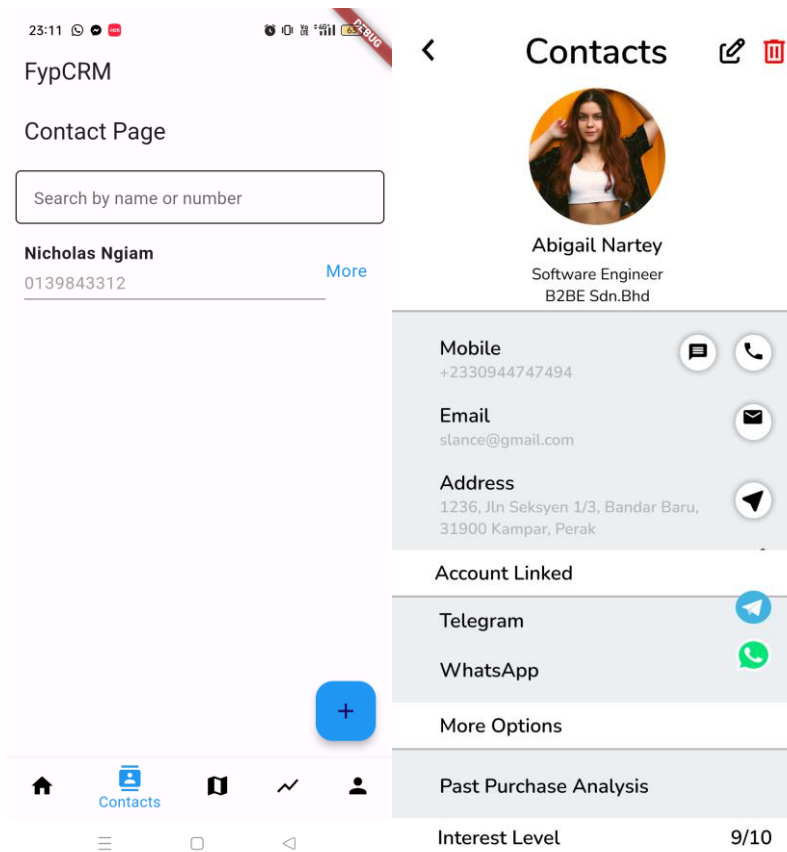 23:11
DEBUG
FypCRM
Contact Page
Search by name or number
Nicholas Ngiam
0139843312
More
+
Contacts
Contacts
Abigail Nartey
Software Engineer
B2BE Sdn.Bhd
Mobile
+2330944747494
Email
slance@gmail.com
Address
1236, Jln Seksyen 1/3, Bandar Baru,
31900 Kampar, Perak
Account Linked
Telegram
WhatsApp
More Options
Past Purchase Analysis
Interest Level 9/10